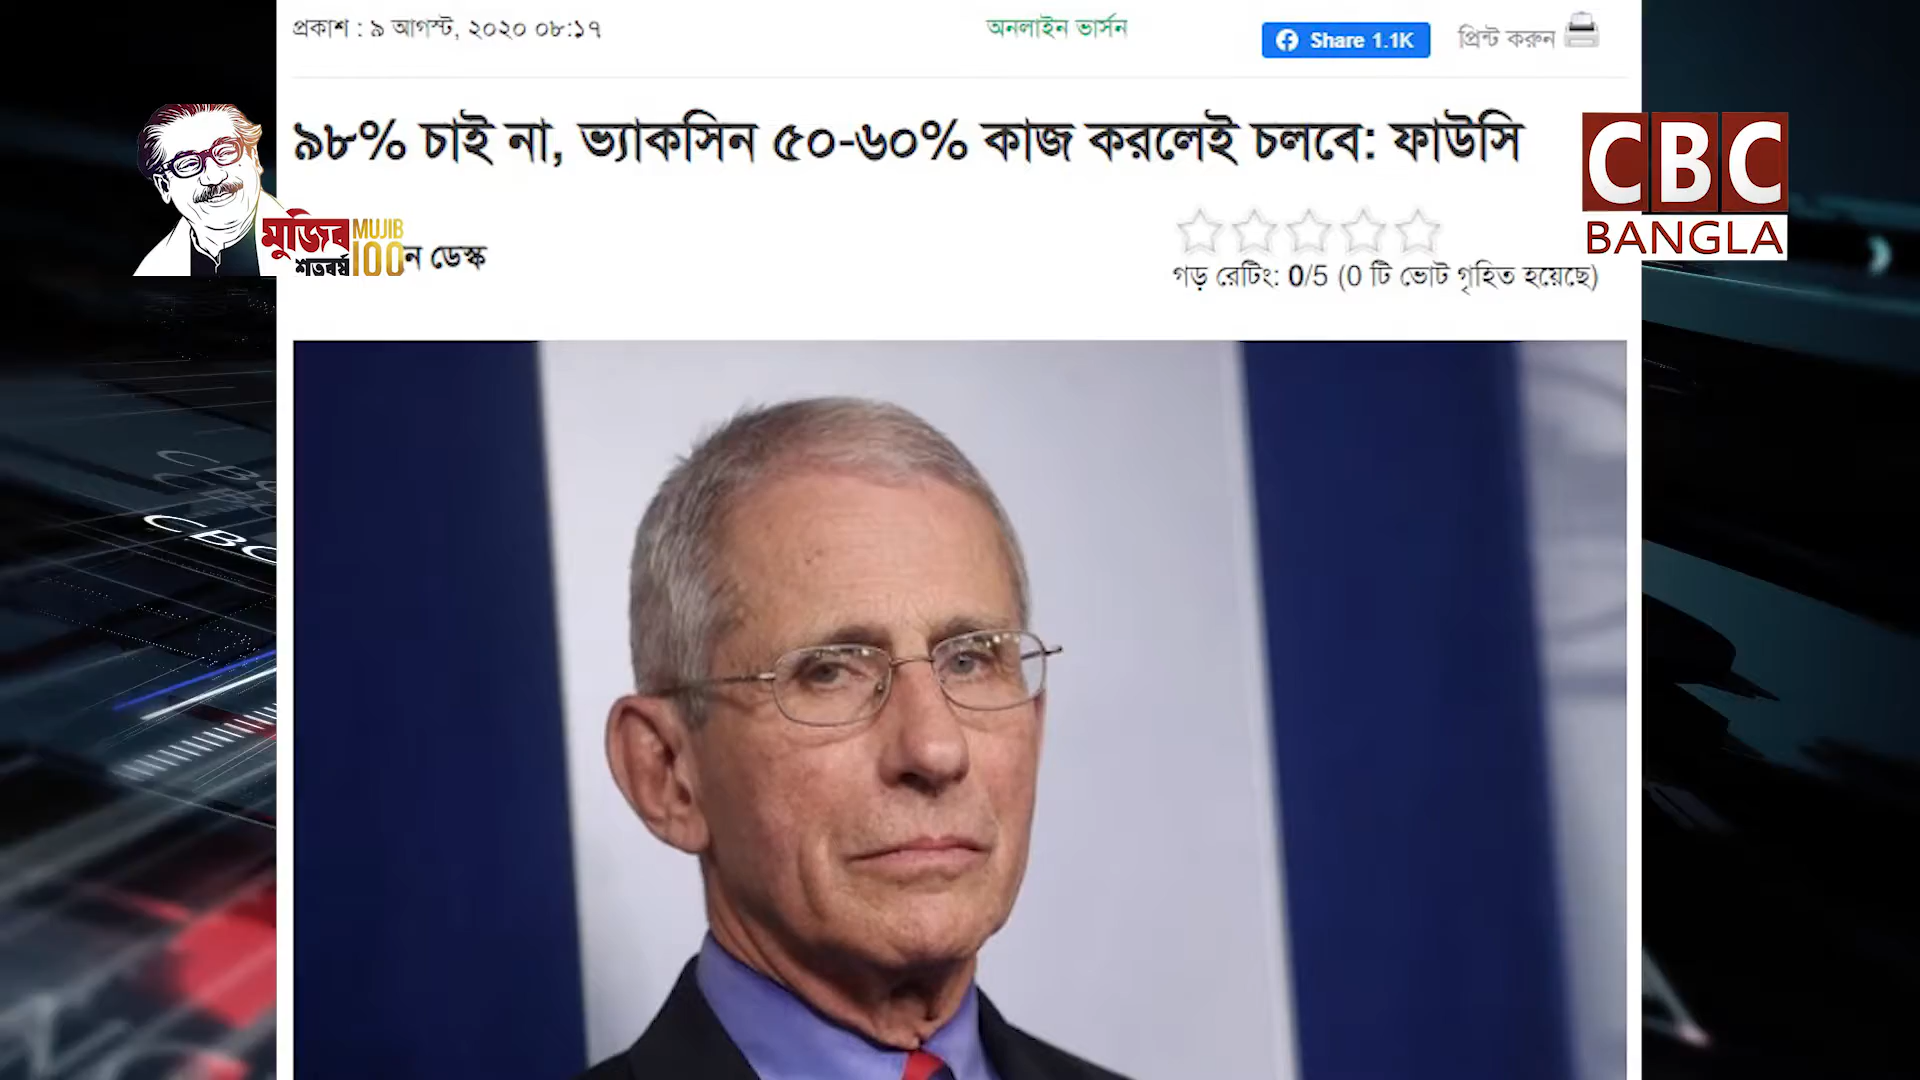 প্রকাশ : ৯ আগস্ট, ২০২০ ০৮:১৭
অনলাইন ভার্সন
Share 1.1K
প্রিন্ট করুন
৯৮% চাই না, ভ্যাকসিন ৫০-৬০% কাজ করলেই চলবে: ফাউসি
CBC
BANGLA
মুজিব
শতবর্ষ
MUJIB
100
ডেস্ক
গড় রেটিং: 0/5 (0 টি ভোট গৃহিত হয়েছে)
CBC